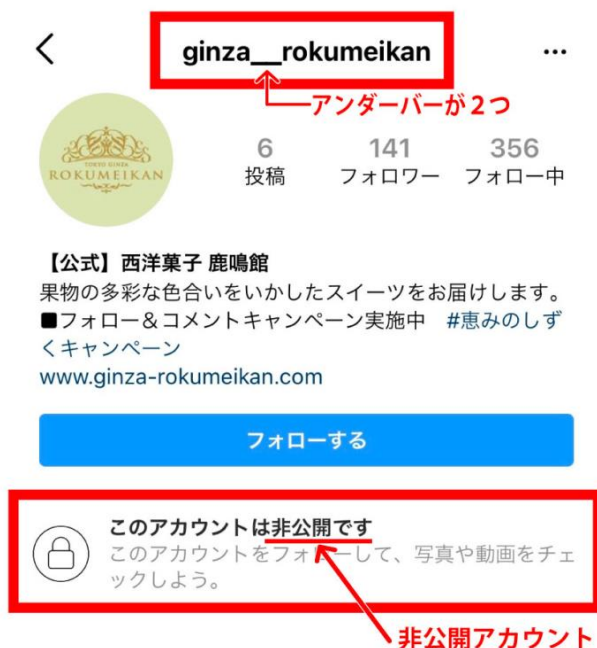 ginza__rokumeikan
アンダーバーが2つ
TOKYO GINZA
ROKUMEIKAN
6
投稿
141
フォロワー
356
フォロー中
【公式】西洋菓子 鹿鳴館
果物の多彩な色合いをいかしたスイーツをお届けします。
■フォロー&コメントキャンペーン実施中 #恵みのしず
くキャンペーン
www.ginza-rokumeikan.com
フォローする
このアカウントは非公開です
このアカウントをフォローして、写真や動画をチェ
ックしよう。
非公開アカウント